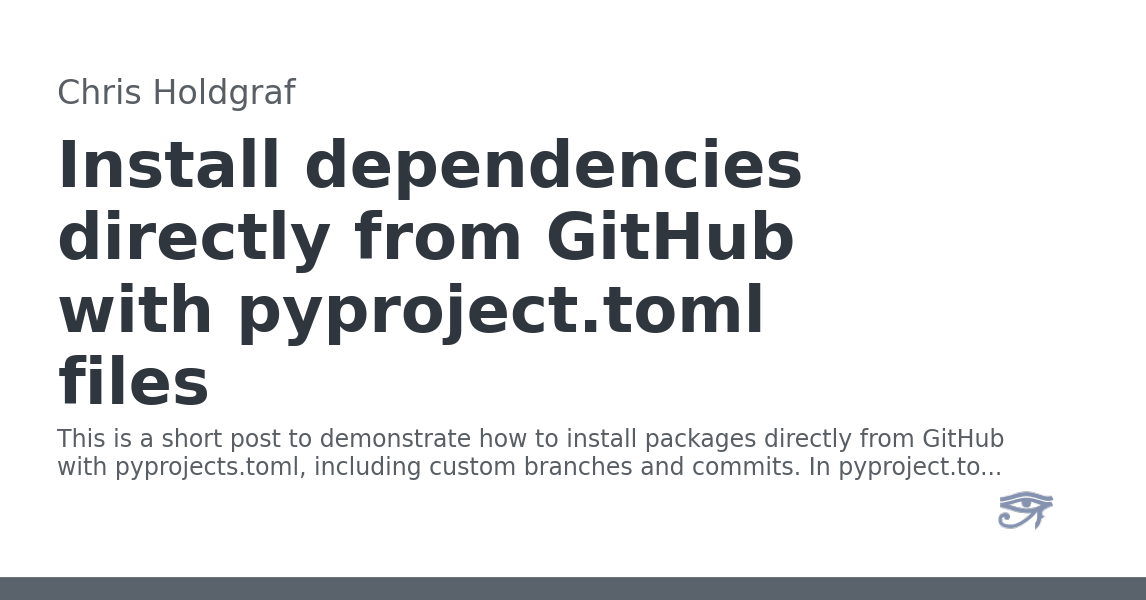 Chris Holdgraf
Install dependencies
directly from GitHub
with pyproject.toml
files
This is a short post to demonstrate how to install packages directly from GitHub
with pyprojects.toml, including custom branches and commits. In pyproject.to...